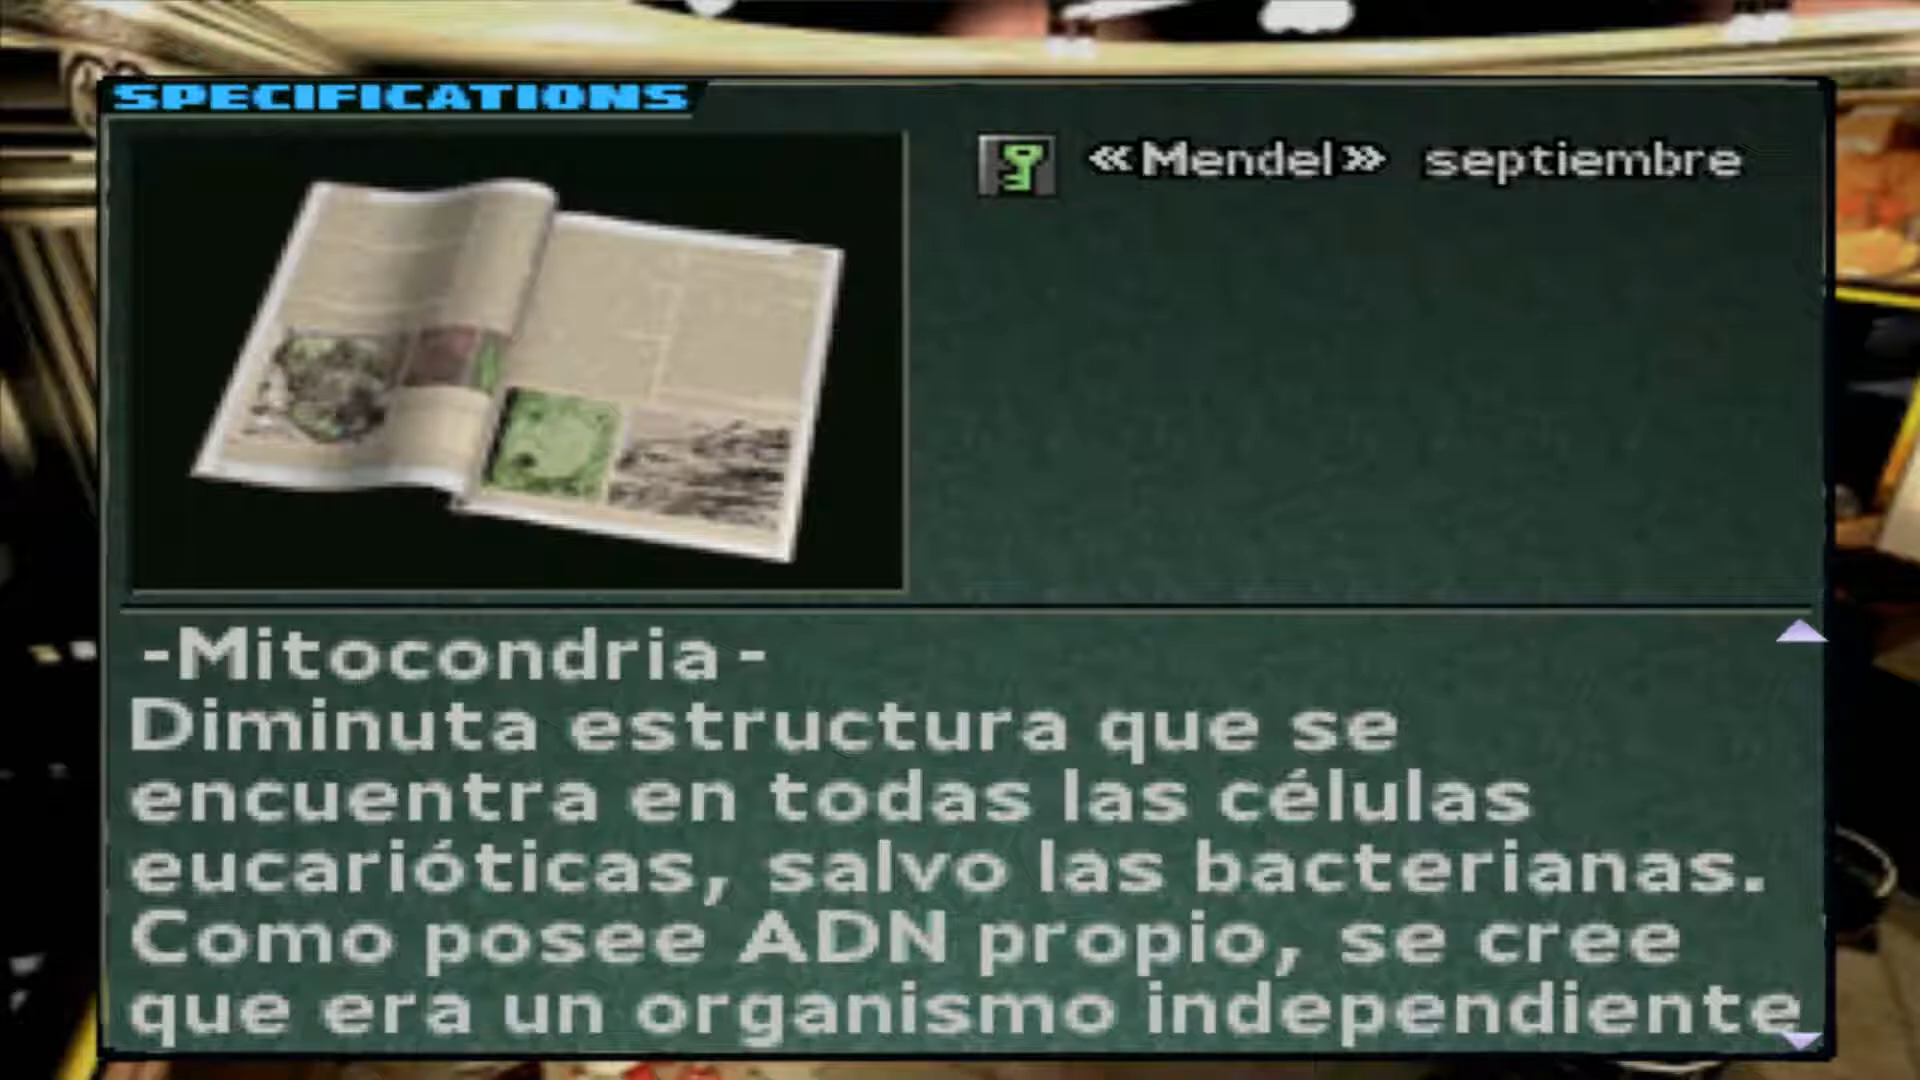 SPECIFICATIONS
«Mendel» septiembre
-Mitocondria-
Diminuta estructura que se
encuentra en todas las células
eucarióticas, salvo las bacterianas.
Como posee ADN propio, se cree
que era un organismo independiente